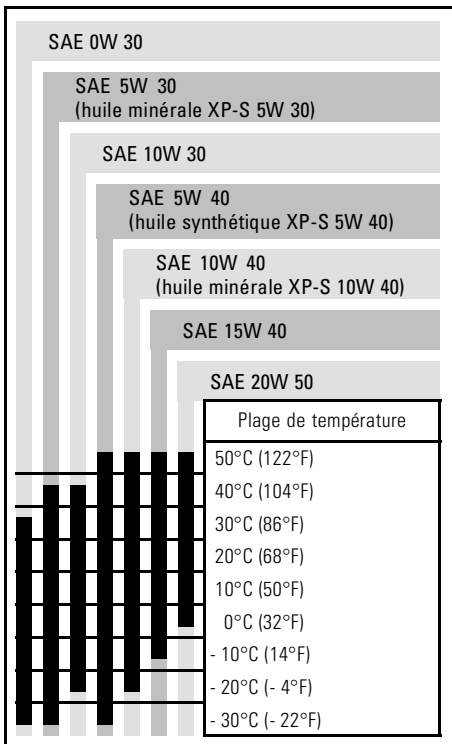 SAE 0W 30
SAE 5W 30
(huile minérale XP-S 5W 30)
SAE 10W 30
SAE 5W 40
(huile synthétique XP-S 5W 40)
SAE 10W 40
(huile minérale XP-S 10W 40)
SAE 15W 40
SAE 20W 50
Plage de température
50°C (122°F)
40°C (104°F)
30°C (86°F)
20°C (68°F)
10°C (50°F)
0°C (32°F)
- 10°C (14°F)
- 20°C (- 4°F)
- 30°C (- 22°F)